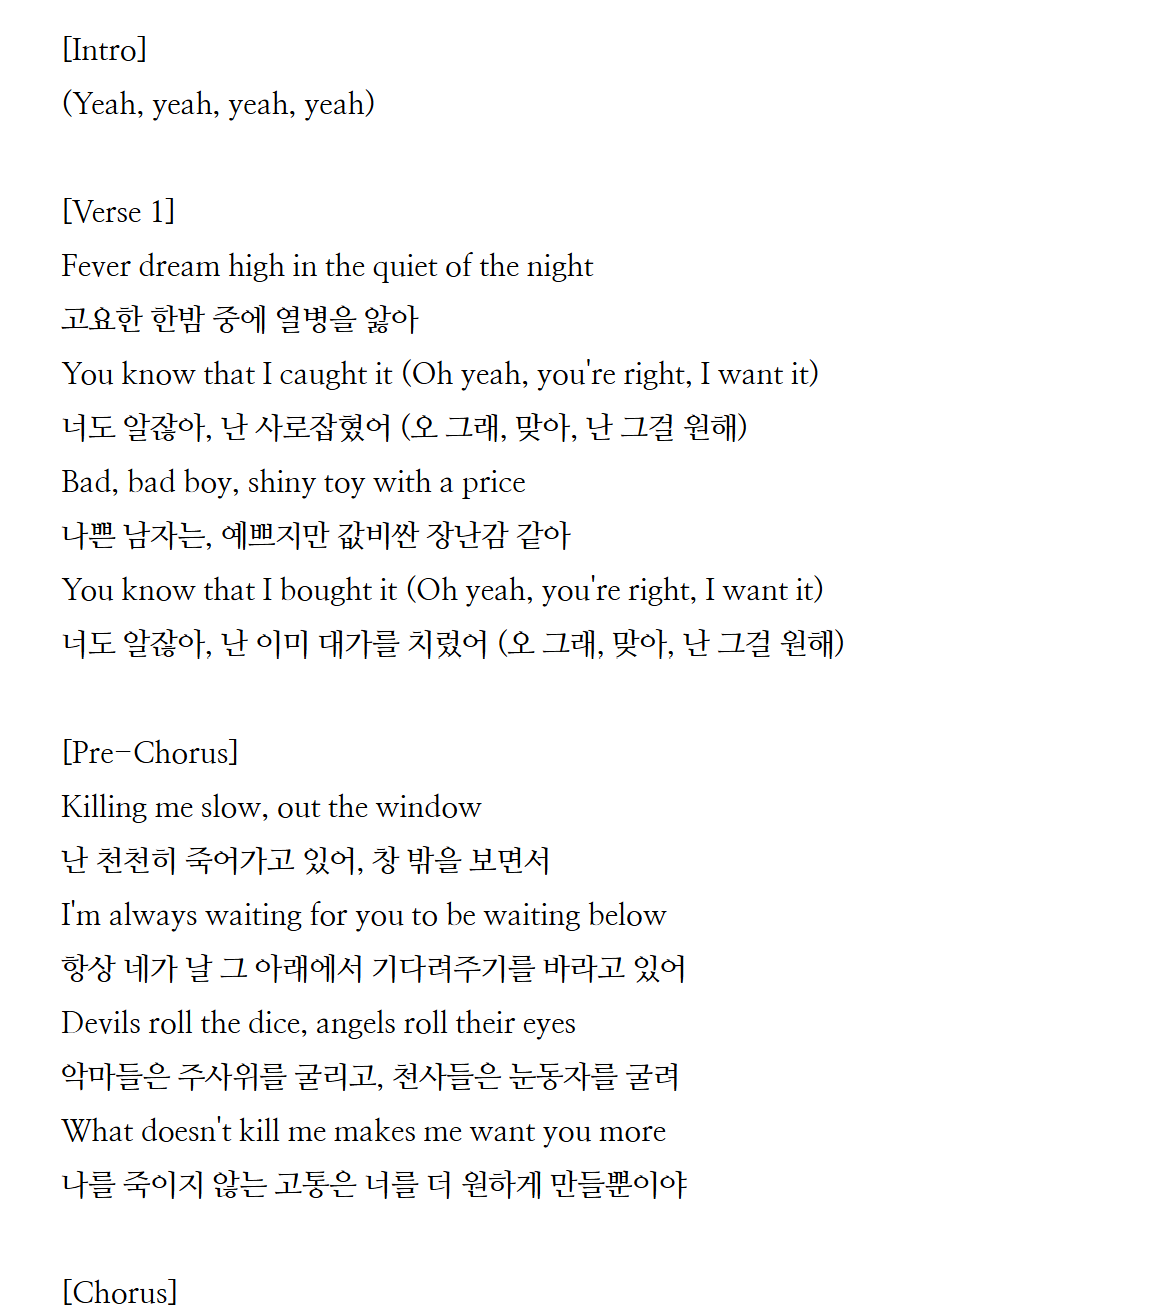 [Intro]
(Yeah, yeah, yeah, yeah)
[Verse 1]
Fever dream high in the quiet of the night
고요한 한밤 중에 열병을 앓아
You know that I caught it (Oh yeah, you're right, I want it)
너도 알잖아, 난 사로잡혔어 (오 그래, 맞아, 난 그걸 원해)
Bad, bad boy, shiny toy with a price
나쁜 남자는, 예쁘지만 값비싼 장난감 같아
You know that I bought it (Oh yeah, you're right, I want it)
너도 알잖아, 난 이미 대가를 치렀어 (오 그래, 맞아, 난 그걸 원해)
[Pre-Chorus]
Killing me slow, out the window
난 천천히 죽어가고 있어, 창 밖을 보면서
I'm always waiting for you to be waiting below
항상 네가 날 그 아래에서 기다려주기를 바라고 있어
Devils roll the dice, angels roll their eyes
악마들은 주사위를 굴리고, 천사들은 눈동자를 굴려
What doesn't kill me makes me want you more
나를 죽이지 않는 고통은 너를 더 원하게 만들뿐이야
[Chorus]